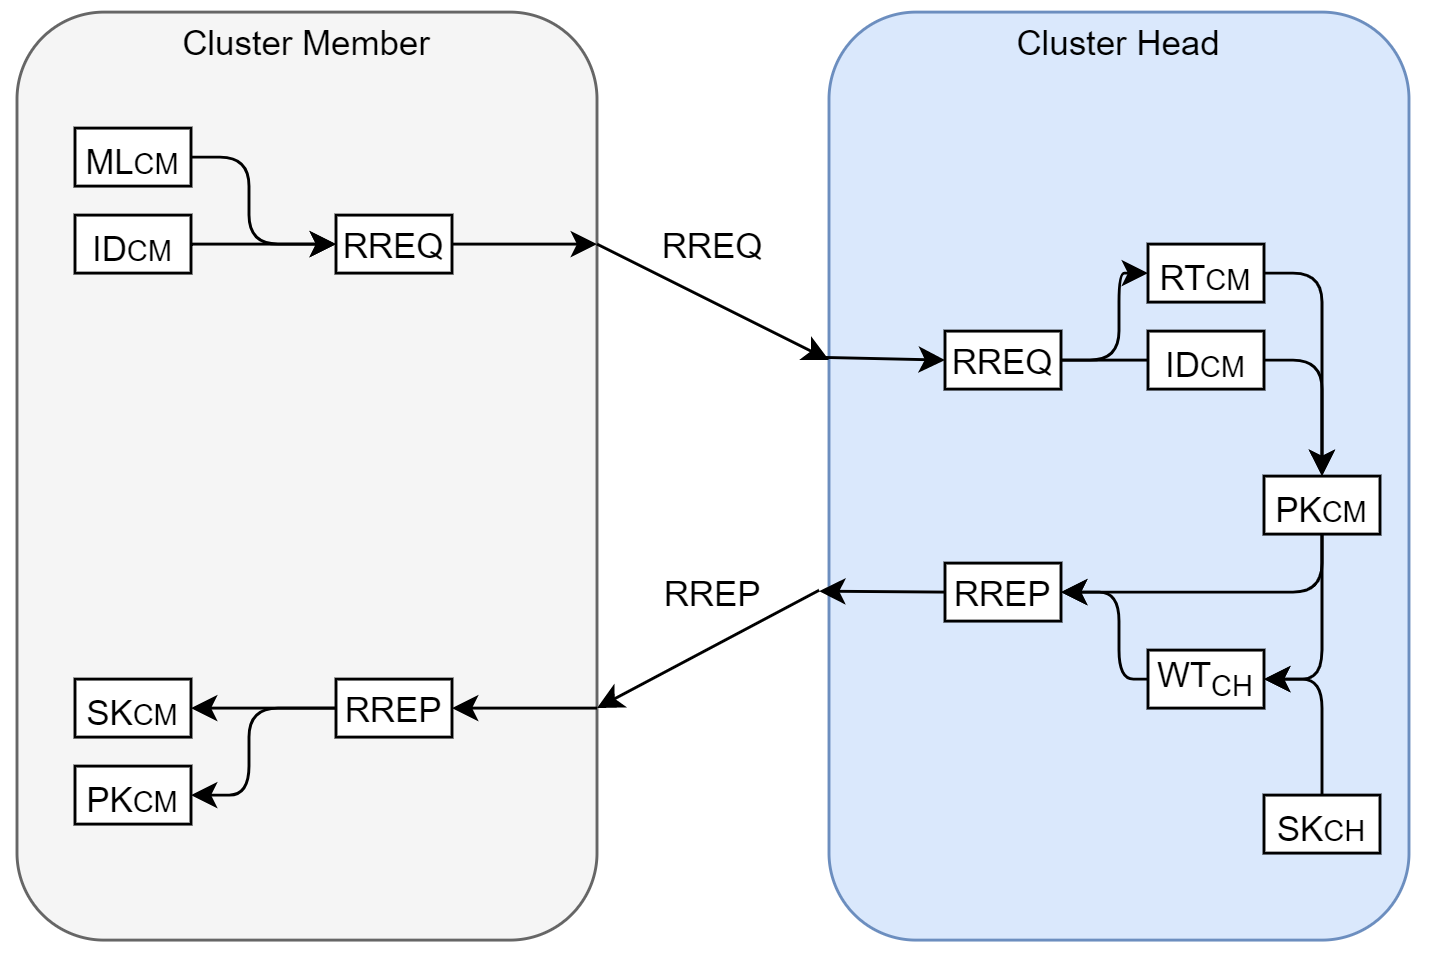 Cluster Member
MLCM
IDCM
RREQ
RREQ
Cluster Head
RREQ
RTCM
IDCM
PKCM
RREP
WTCH
SKCH
RREP
RREP
SKCM
PKCM